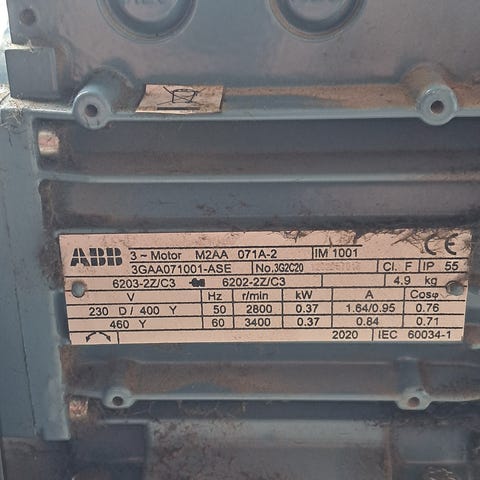 ABB 3~Motor M2AA 071A-2 IM 1001 CE
3GAA071001-ASE No. 3G2C20 Cl. F IP 55
6203-2Z/C3 6202-2Z/C3 4.9 kg
V Hz r/min kW A Cosφ
230 D/400 Y 50 2800 0.37 1.64/0.95 0.76
460 Y 60 3400 0.37 0.84 0.71
2020 IEC 60034-1